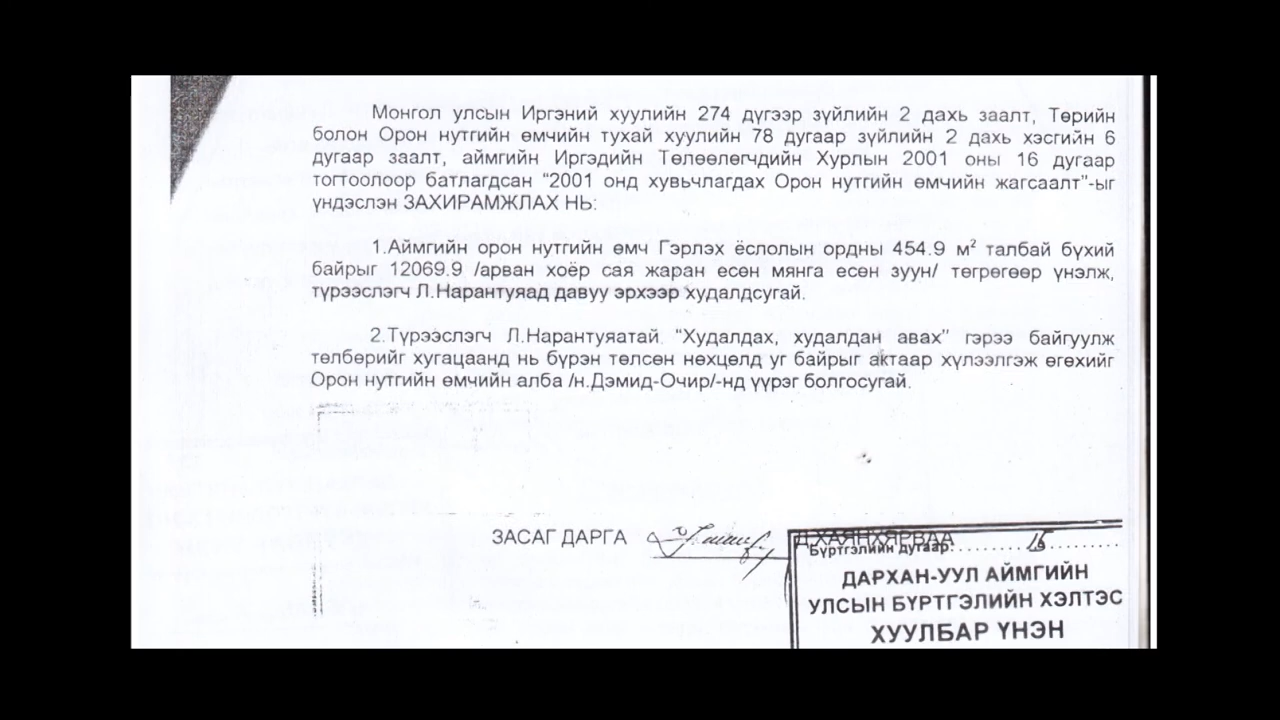 Монгол улсын Иргэний хуулийн 274 дүгээр зүйлийн 2 дахь заалт, Төрийн
болон Орон нутгийн өмчийн тухай хуулийн 78 дугаар зүйлийн 2 дахь хэсгийн 6
дугаар заалт, аймгийн Иргэдийн Төлөөлөгчдийн Хурлын 2001 оны 16 дугаар
тогтоолоор батлагдсан "2001 онд хувьчлагдах Орон нутгийн өмчийн жагсаалт"-ыг
үндэслэн ЗАХИРАМЖЛАХ НЬ:
1.Аймгийн орон нутгийн өмч Гэрлэх ёслолын ордны 454.9 м² талбай бүхий
байрыг 12069.9 /арван хоёр сая жаран есөн мянга есөн зуун/ төгрөгөөр үнэлж,
түрээслэгч Л.Нарантуяад давуу эрхээр худалдсугай.
2.Түрээслэгч Л.Нарантуяатай "Худалдах, худалдан авах" гэрээ байгуулж
төлбөрийг хугацаанд нь бүрэн төлсөн нөхцөлд уг байрыг актаар хүлээлгэж өгөхийг
Орон нутгийн өмчийн алба /н.Дэмид-Очир/-нд үүрэг болгосугай.
ЗАСАГ ДАРГА Д.ХАЯНХЯРВАА
Бүртгэлийн дугаар: 15
ДАРХАН-УУЛ АЙМГИЙН
УЛСЫН БҮРТГЭЛИЙН ХЭЛТЭС
ХУУЛБАР ҮНЭН